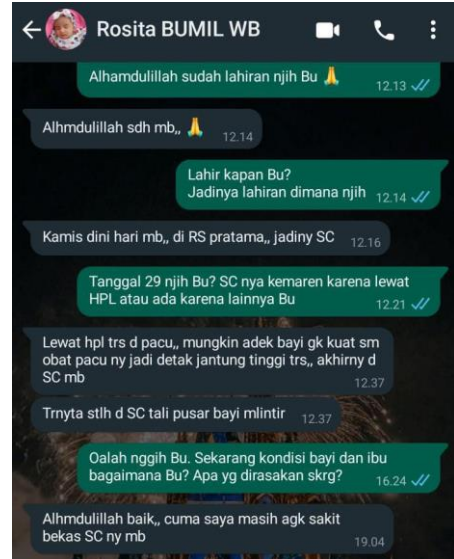 Rosita BUMIL WB
Alhamdulillah sudah lahiran njih Bu 🙏
12.13
Alhmdulillah sdh mb,, 🙏
12.14
Lahir kapan Bu?
Jadinya lahiran dimana njih
12.14
Kamis dini hari mb,, di RS pratama,, jadiny SC
12.16
Tanggal 29 njih Bu? SC nya kemaren karena lewat
HPL atau ada karena lainnya Bu
12.21
Lewat hpl trs d pacu,, mungkin adek bayi gk kuat sm
obat pacu ny jadi detak jantung tinggi trs,, akhirny d
SC mb
12.37
Trnyta stlh d SC tali pusar bayi mlintir
12.37
Oalah nggih Bu. Sekarang kondisi bayi dan ibu
bagaimana Bu? Apa yg dirasakan skrg?
16.24
Alhmdulillah baik,, cuma saya masih agk sakit
bekas SC ny mb
19.04